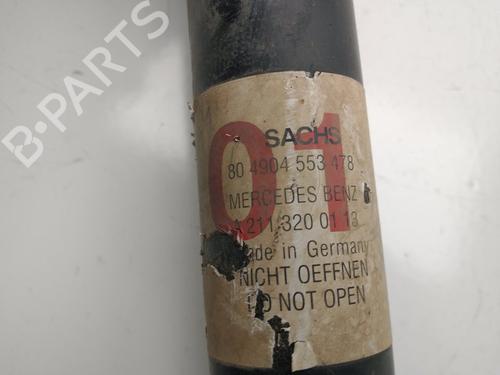 B-PARTS
01
SACHS
80 4904 553 478
MERCEDES BENZ
A 211 320 01 13
Made in Germany
NICHT OEFFNEN
DO NOT OPEN